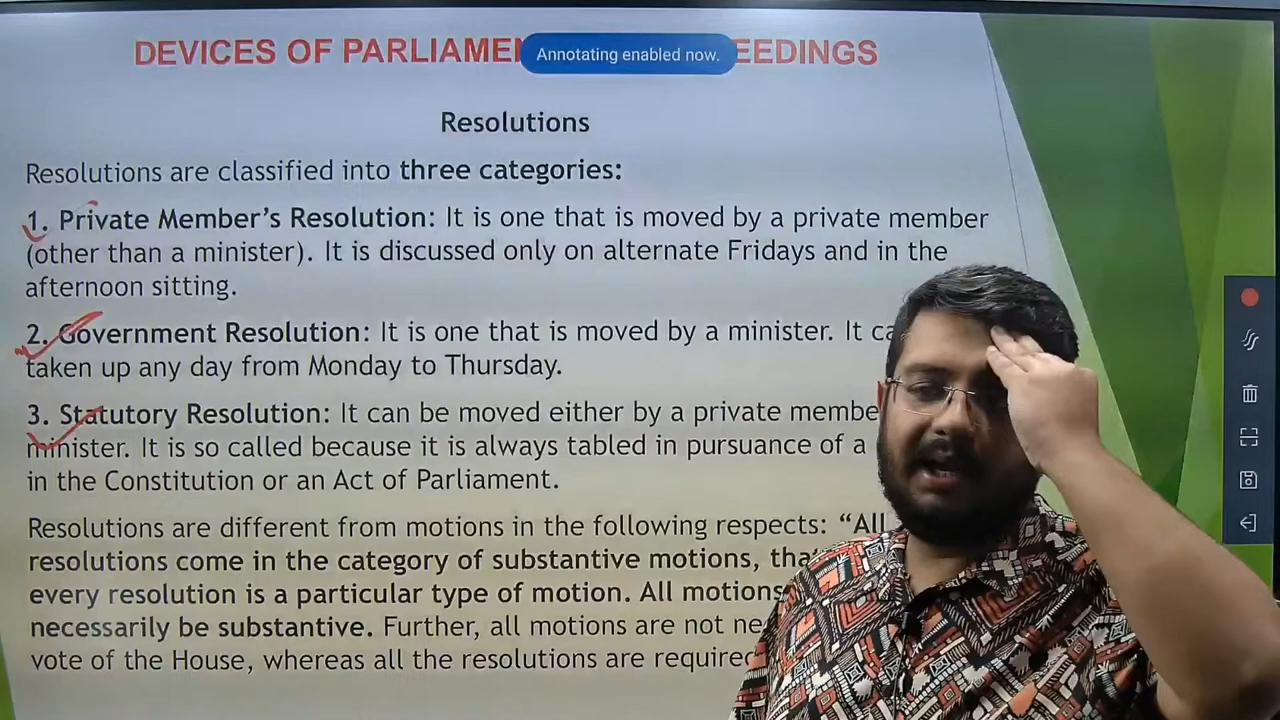 DEVICES OF PARLIAMEN EEDINGS
Annotating enabled now.
Resolutions
Resolutions are classified into three categories:
1. Private Member's Resolution: It is one that is moved by a private member
(other than a minister). It is discussed only on alternate Fridays and in the
afternoon sitting.
2. Government Resolution: It is one that is moved by a minister. It ca
taken up any day from Monday to Thursday.
3. Statutory Resolution: It can be moved either by a private membe
minister. It is so called because it is always tabled in pursuance of a
in the Constitution or an Act of Parliament.
Resolutions are different from motions in the following respects: “All
resolutions come in the category of substantive motions, tha
every resolution is a particular type of motion. All motions
necessarily be substantive. Further, all motions are not ne
vote of the House, whereas all the resolutions are required